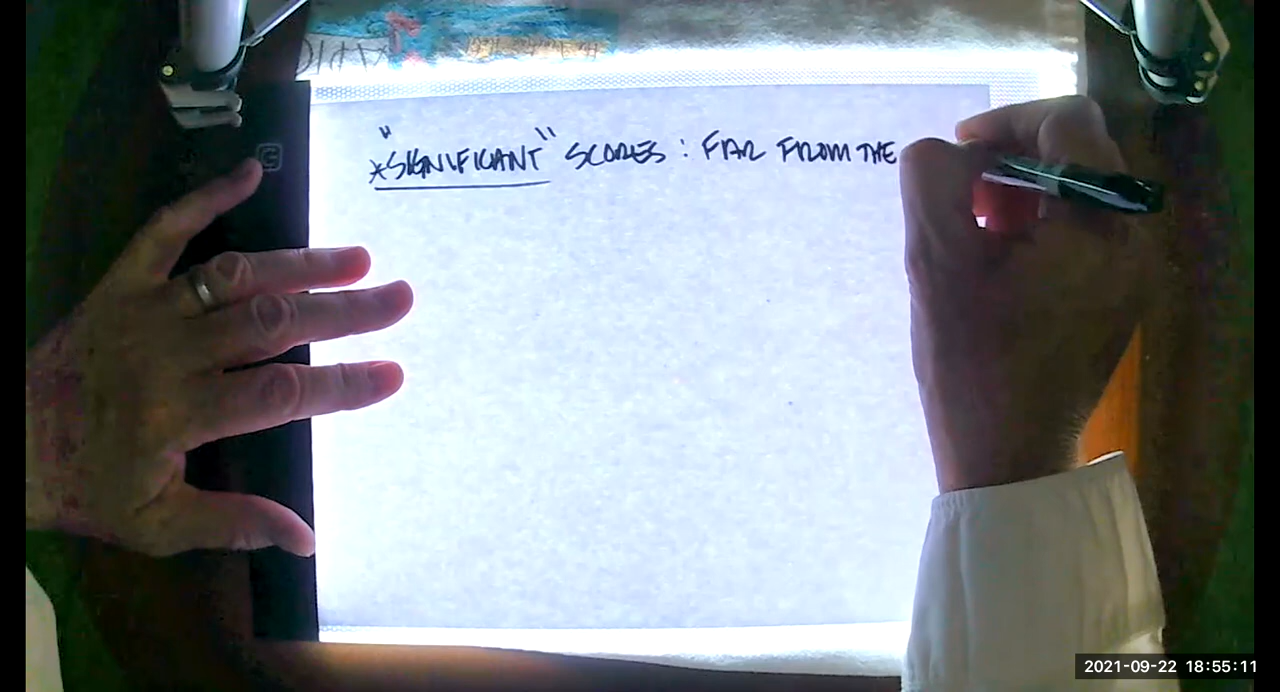 *"SIGNIFICANT" SCORES : FAR FROM THE
2021-09-22 18:55:11